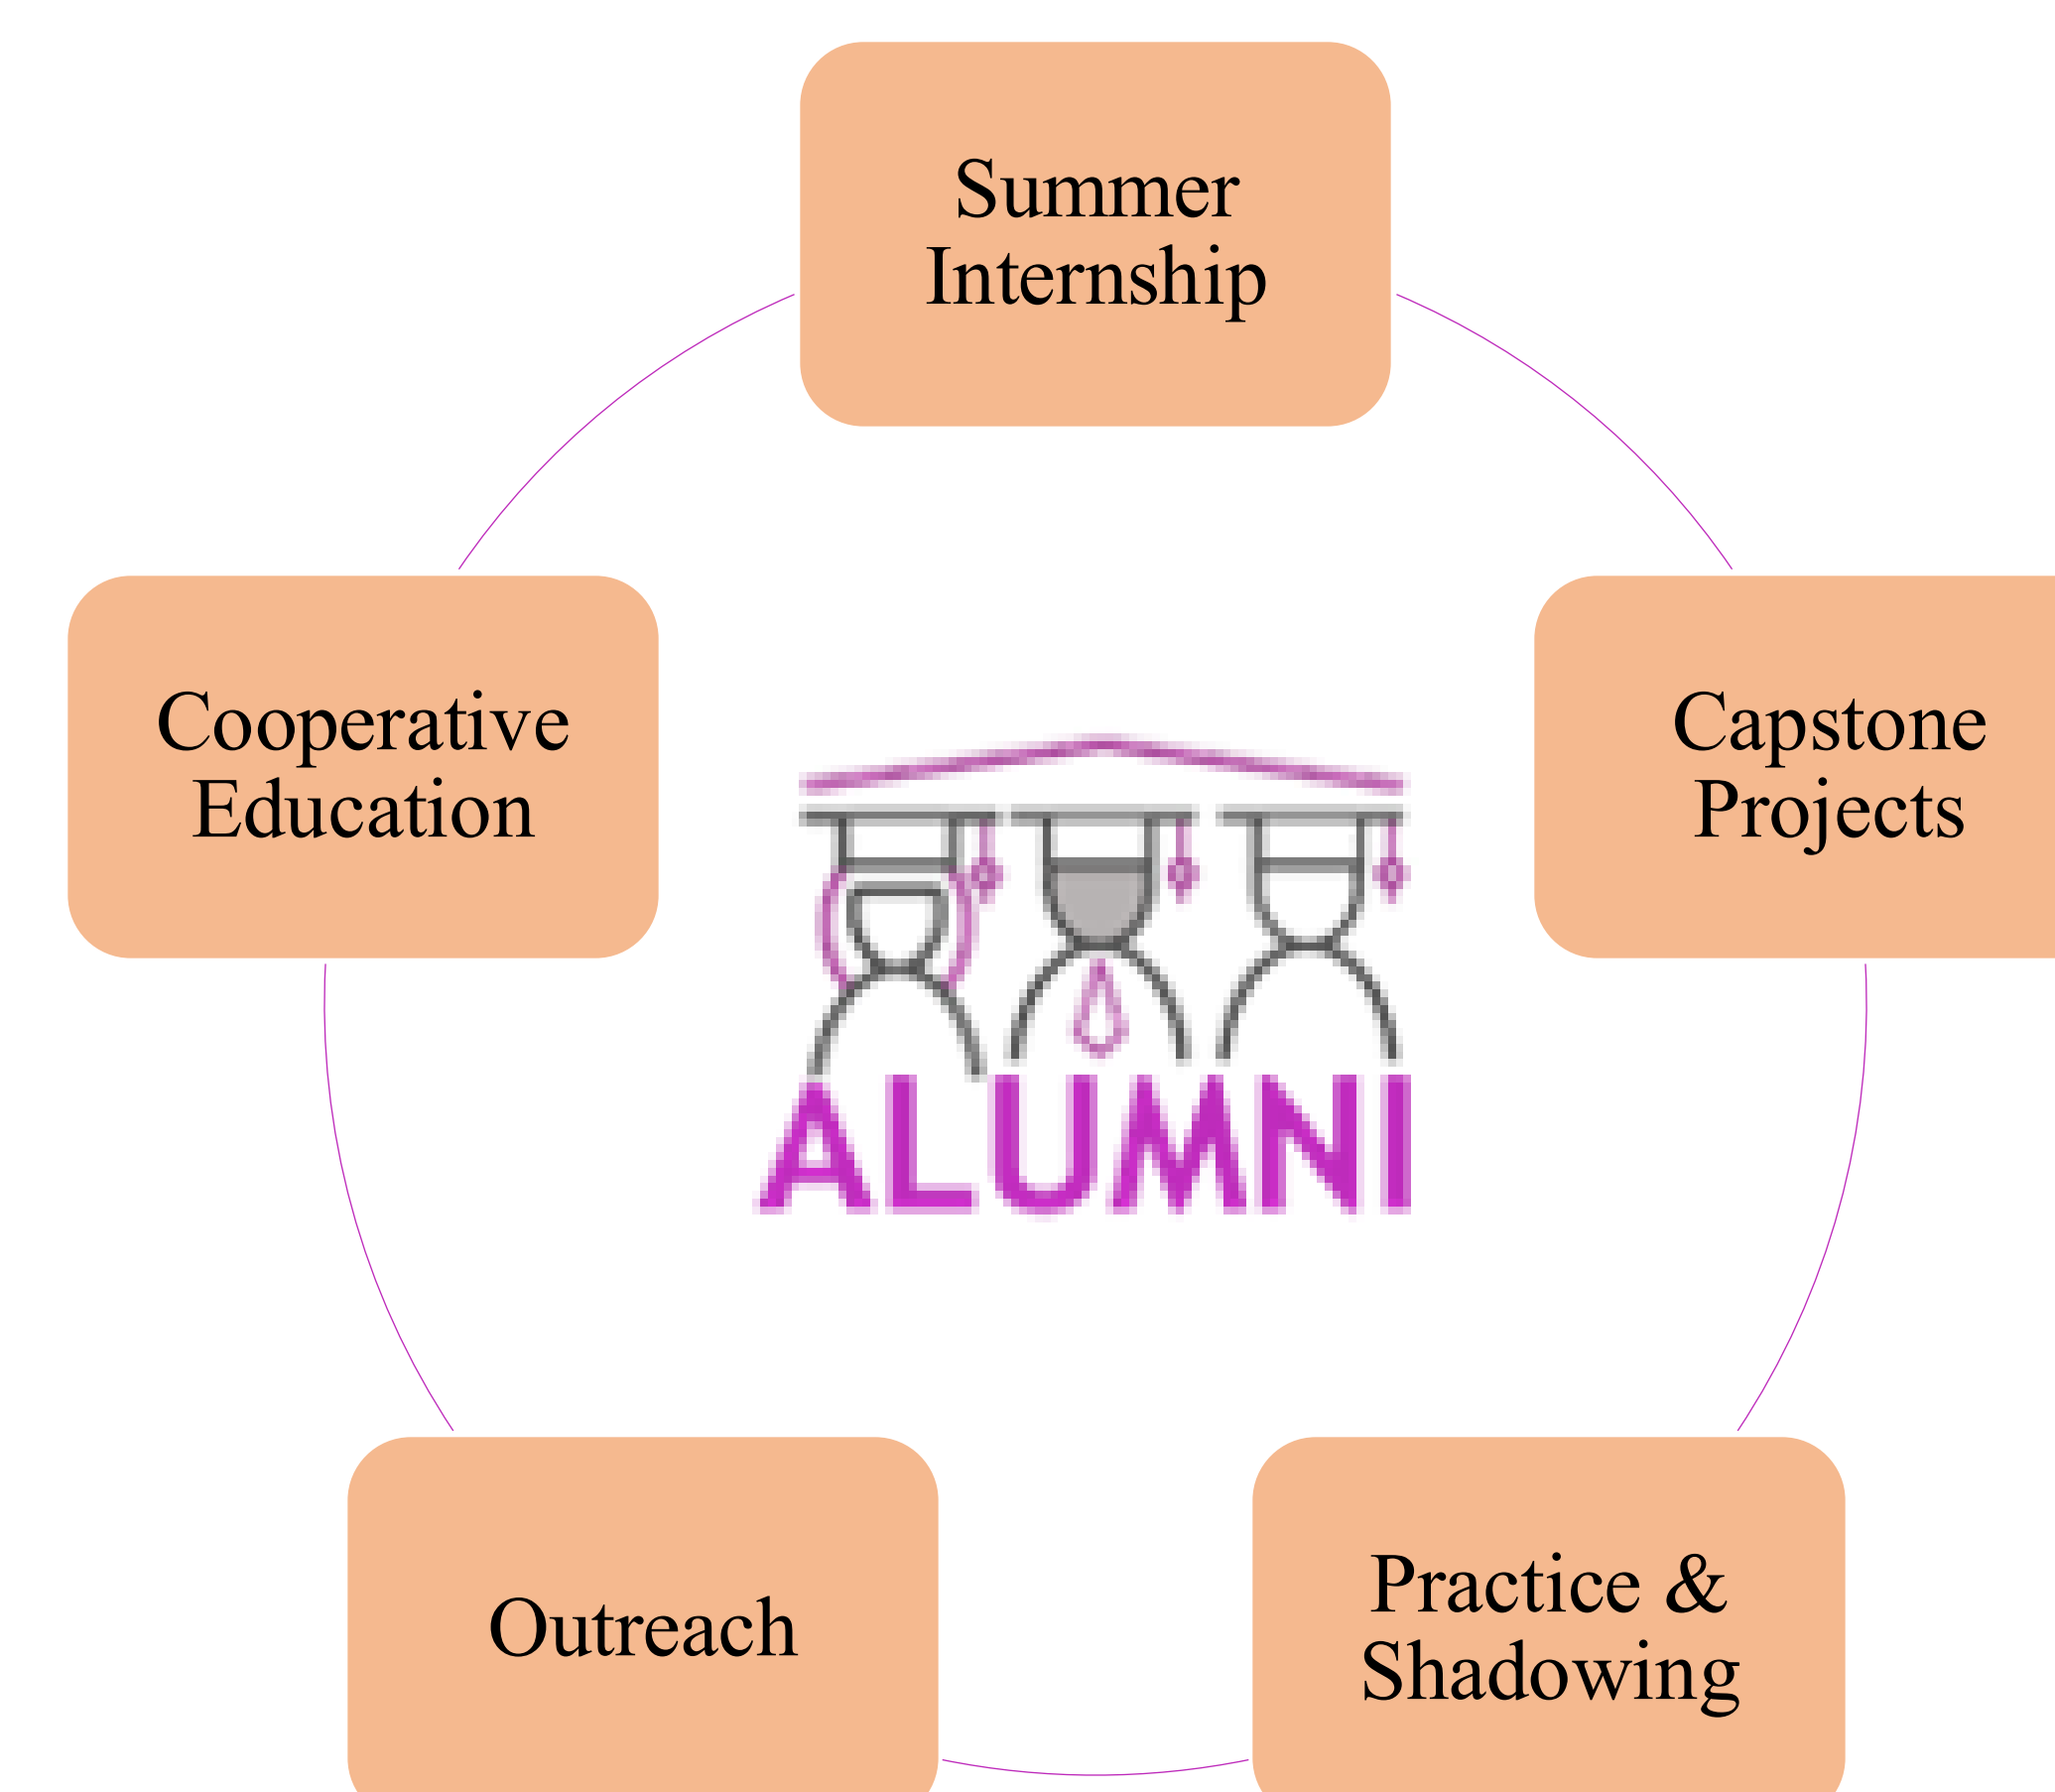 Summer
Internship
Cooperative
Education
Capstone
Projects
ALUMNI
Outreach
Practice &
Shadowing